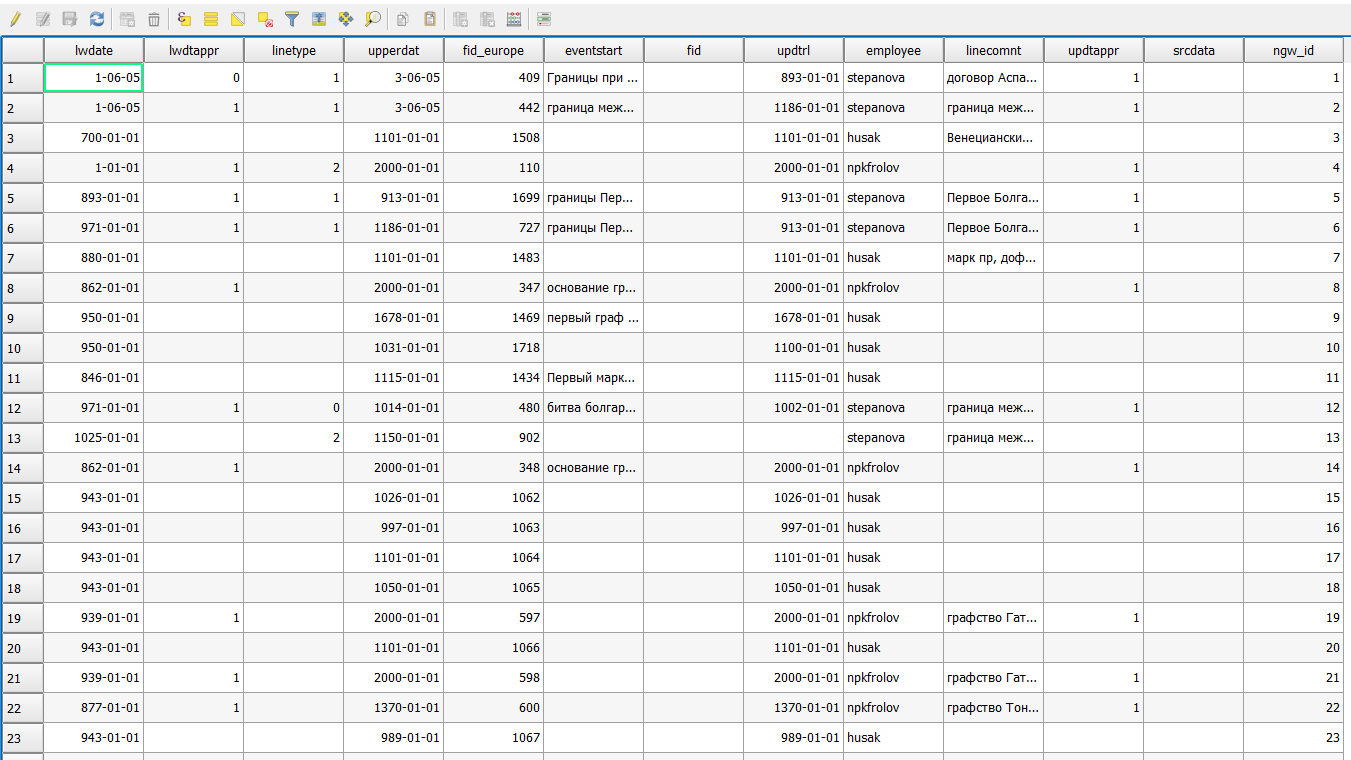 lwdate lwdtappr linetype upperdat fid_europe eventstart fid updtrl employee linecomnt updtappr srcdata ngw_id
1 1-06-05 0 1 3-06-05 409 Границы при ... 893-01-01 stepanova договор Аспа... 1 1
2 1-06-05 1 1 3-06-05 442 граница меж... 1186-01-01 stepanova граница меж... 1 2
3 700-01-01 1101-01-01 1508 1101-01-01 husak Венециански... 3
4 1-01-01 1 2 2000-01-01 110 2000-01-01 npkfrolov 1 4
5 893-01-01 1 1 913-01-01 1699 границы Пер... 913-01-01 stepanova Первое Болга... 1 5
6 971-01-01 1 1 1186-01-01 727 границы Пер... 913-01-01 stepanova Первое Болга... 1 6
7 880-01-01 1101-01-01 1483 1101-01-01 husak марк пр, доф... 7
8 862-01-01 1 2000-01-01 347 основание гр... 2000-01-01 npkfrolov 1 8
9 950-01-01 1678-01-01 1469 первый граф ... 1678-01-01 husak 9
10 950-01-01 1031-01-01 1718 1100-01-01 husak 10
11 846-01-01 1115-01-01 1434 Первый марк... 1115-01-01 husak 11
12 971-01-01 1 0 1014-01-01 480 битва болгар... 1002-01-01 stepanova граница меж... 1 12
13 1025-01-01 2 1150-01-01 902 stepanova граница меж... 13
14 862-01-01 1 2000-01-01 348 основание гр... 2000-01-01 npkfrolov 1 14
15 943-01-01 1026-01-01 1062 1026-01-01 husak 15
16 943-01-01 997-01-01 1063 997-01-01 husak 16
17 943-01-01 1101-01-01 1064 1101-01-01 husak 17
18 943-01-01 1050-01-01 1065 1050-01-01 husak 18
19 939-01-01 1 2000-01-01 597 2000-01-01 npkfrolov графство Гат... 1 19
20 943-01-01 1101-01-01 1066 1101-01-01 husak 20
21 939-01-01 1 2000-01-01 598 2000-01-01 npkfrolov графство Гат... 1 21
22 877-01-01 1 1370-01-01 600 1370-01-01 npkfrolov графство Тон... 1 22
23 943-01-01 989-01-01 1067 989-01-01 husak 23